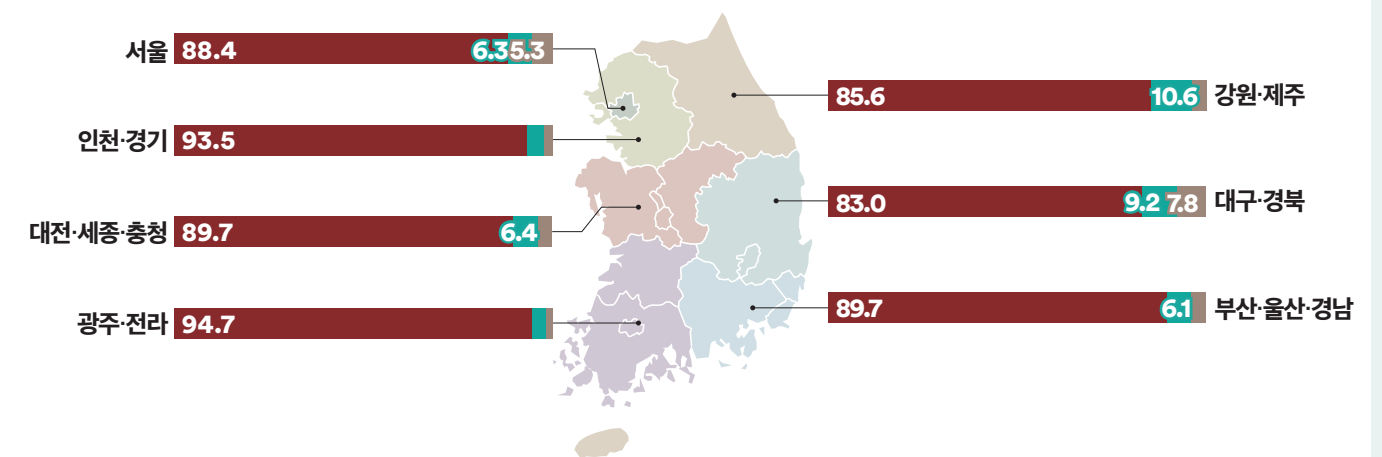 서울 88.4 6.3 5.3
인천·경기 93.5
대전·세종·충청 89.7 6.4
광주·전라 94.7
85.6 10.6 강원·제주
83.0 9.2 7.8 대구·경북
89.7 6.1 부산·울산·경남